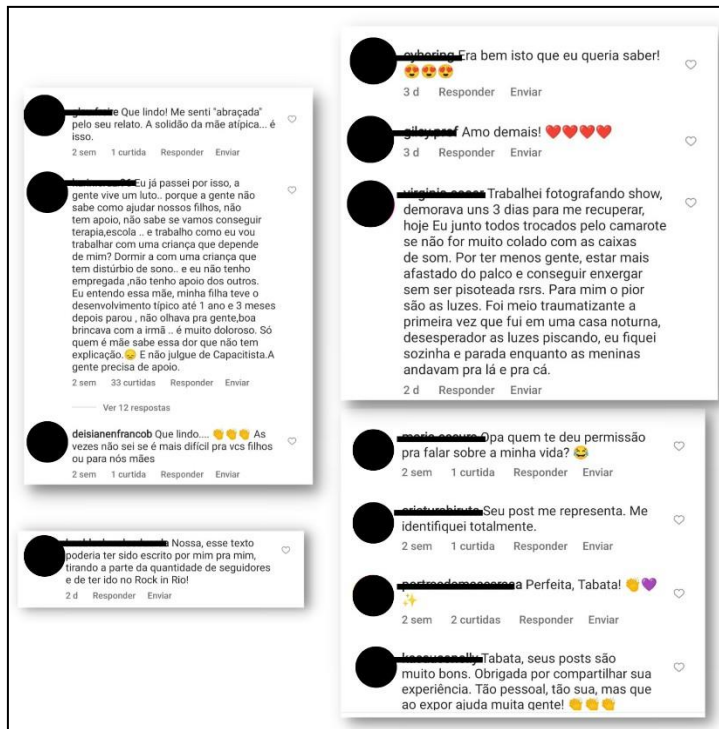 Que lindo! Me senti "abraçada"
pelo seu relato. A solidão da mãe atípica... é
isso.
2 sem 1 curtida Responder Enviar
Eu já passei por isso, a
gente vive um luto.. porque a gente não
sabe como ajudar nossos filhos, não
tem apoio, não sabe se vamos conseguir
terapia,escola .. e trabalho como eu vou
trabalhar com uma criança que depende
de mim? Dormir a com uma criança que
tem distúrbio de sono.. e eu não tenho
empregada ,não tenho apoio dos outros.
Eu entendo essa mãe, minha filha teve o
desenvolvimento típico até 1 ano e 3 meses
depois parou , não olhava pra gente,boa
brincava com a irmã .. é muito doloroso. Só
quem é mãe sabe essa dor que não tem
explicação.😞 E não julgue de Capacitista.A
gente precisa de apoio.
2 sem 33 curtidas Responder Enviar
Ver 12 respostas
deisianenfrancob Que lindo.... 👏👏👏 As
vezes não sei se é mais difícil pra vcs filhos
ou para nós mães
2 sem 1 curtida Responder Enviar
Nossa, esse texto
poderia ter sido escrito por mim pra mim,
tirando a parte da quantidade de seguidores
e de ter ido no Rock in Rio!
2 d Responder Enviar
Era bem isto que eu queria saber!
😍😍😍
3 d Responder Enviar
Amo demais! ❤️❤️❤️❤️
3 d Responder Enviar
Trabalhei fotografando show,
demorava uns 3 dias para me recuperar,
hoje Eu junto todos trocados pelo camarote
se não for muito colado com as caixas
de som. Por ter menos gente, estar mais
afastado do palco e conseguir enxergar
sem ser pisoteada rsrs. Para mim o pior
são as luzes. Foi meio traumatizante a
primeira vez que fui em uma casa noturna,
desesperador as luzes piscando, eu fiquei
sozinha e parada enquanto as meninas
andavam pra lá e pra cá.
2 d Responder Enviar
Opa quem te deu permissão
pra falar sobre a minha vida? 😂
2 sem 1 curtida Responder Enviar
Seu post me representa. Me
identifiquei totalmente.
2 sem 1 curtida Responder Enviar
Perfeita, Tabata! 👏💜
✨
2 sem 2 curtidas Responder Enviar
Tabata, seus posts são
muito bons. Obrigada por compartilhar sua
experiência. Tão pessoal, tão sua, mas que
ao expor ajuda muita gente! 👏👏👏